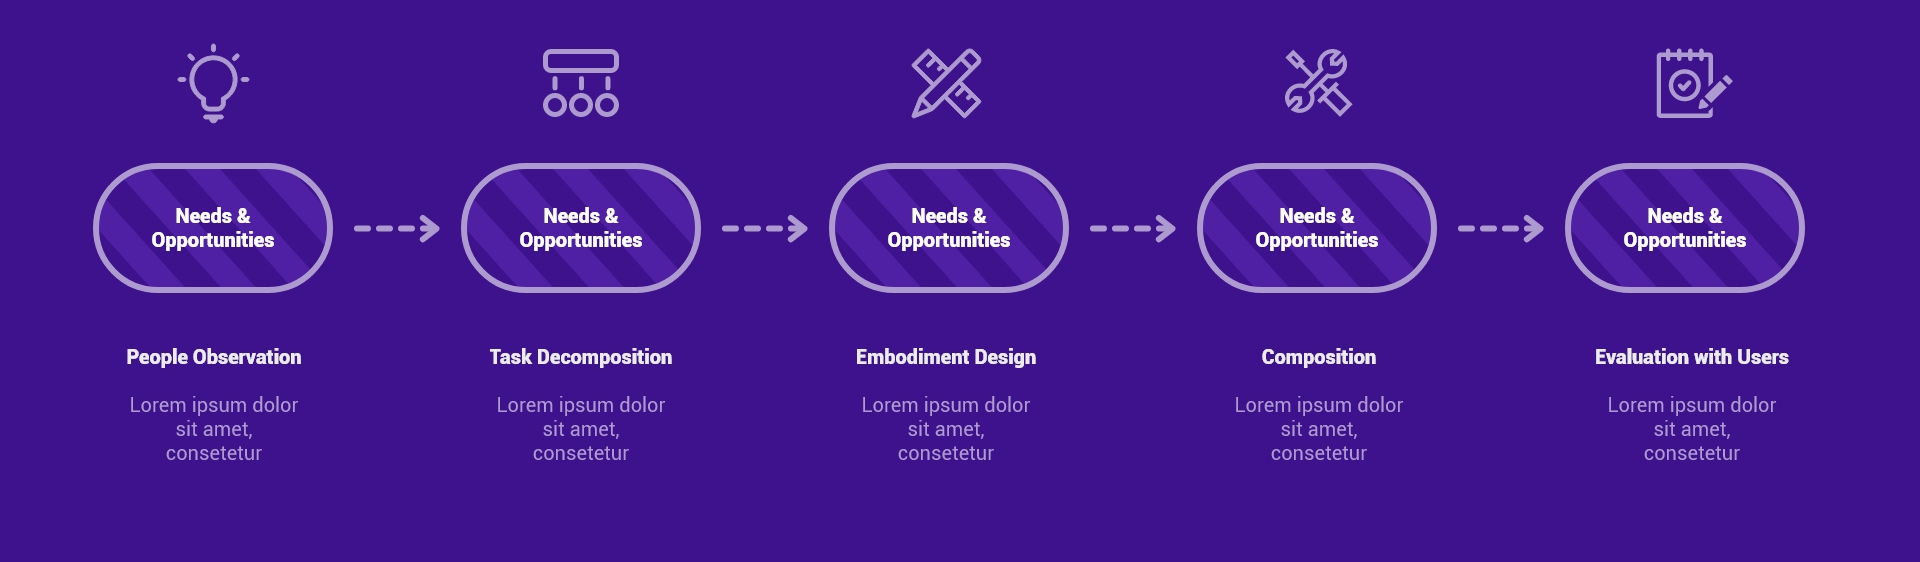 Needs &
Opportunities
Needs &
Opportunities
Needs &
Opportunities
Needs &
Opportunities
Needs &
Opportunities
People Observation
Task Decomposition
Embodiment Design
Composition
Evaluation with Users
Lorem ipsum dolor
sit amet,
consetetur
Lorem ipsum dolor
sit amet,
consetetur
Lorem ipsum dolor
sit amet,
consetetur
Lorem ipsum dolor
sit amet,
consetetur
Lorem ipsum dolor
sit amet,
consetetur